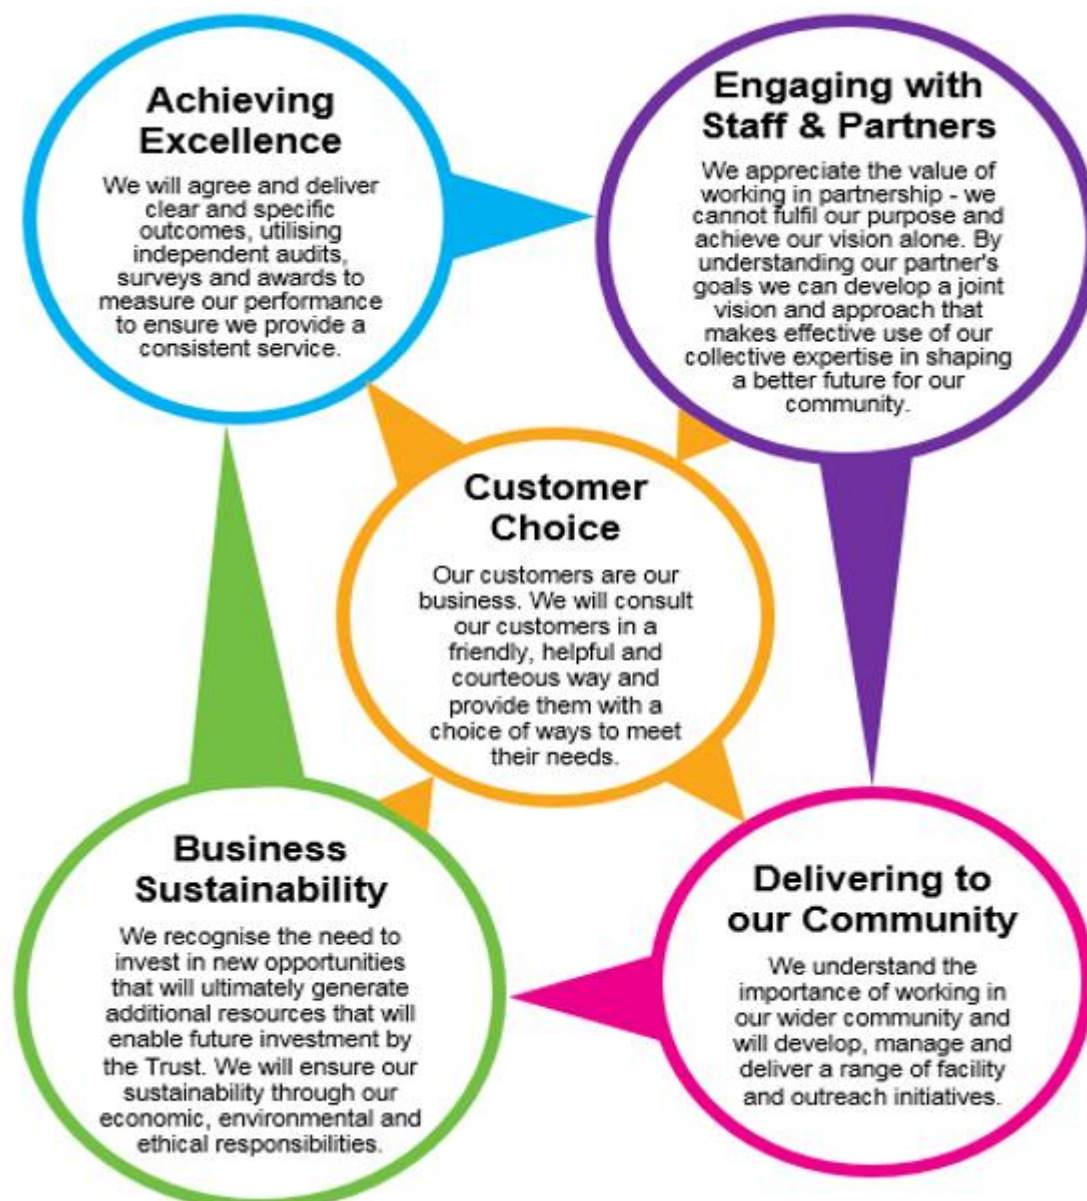 Achieving
Excellence
We will agree and deliver
clear and specific
outcomes, utilising
independent audits,
surveys and awards to
measure our performance
to ensure we provide a
consistent service.
Engaging with
Staff & Partners
We appreciate the value of
working in partnership - we
cannot fulfil our purpose and
achieve our vision alone. By
understanding our partner's
goals we can develop a joint
vision and approach that
makes effective use of our
collective expertise in shaping
a better future for our
community.
Customer
Choice
Our customers are our
business. We will consult
our customers in a
friendly, helpful and
courteous way and
provide them with a
choice of ways to meet
their needs.
Business
Sustainability
We recognise the need to
invest in new opportunities
that will ultimately generate
additional resources that will
enable future investment by
the Trust. We will ensure our
sustainability through our
economic, environmental and
ethical responsibilities.
Delivering to
our Community
We understand the
importance of working in
our wider community and
will develop, manage and
deliver a range of facility
and outreach initiatives.